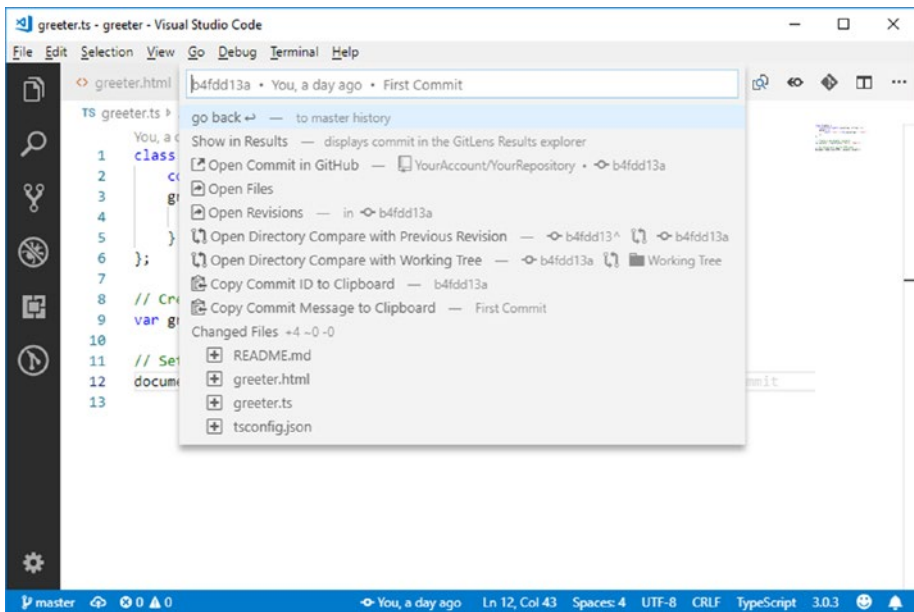 greeter.ts - greeter - Visual Studio Code
File Edit Selection View Go Debug Terminal Help
greeter.html
b4fdd13a • You, a day ago • First Commit
TS greeter.ts
go back ↩ — to master history
You, a
Show in Results — displays commit in the GitLens Results explorer
1 class
Open Commit in GitHub — YourAccount/YourRepository • b4fdd13a
2
Open Files
3
Open Revisions — in b4fdd13a
4
Open Directory Compare with Previous Revision — b4fdd13^ b4fdd13a
5 }
Open Directory Compare with Working Tree — b4fdd13a Working Tree
6 };
7
Copy Commit ID to Clipboard — b4fdd13a
8 // Cre
Copy Commit Message to Clipboard — First Commit
9 var gr
Changed Files +4 ~0 -0
10
README.md
11 // Set
greeter.html
12 docume
mmit
greeter.ts
13
tsconfig.json
master 0 0 You, a day ago Ln 12, Col 43 Spaces: 4 UTF-8 CRLF TypeScript 3.0.3